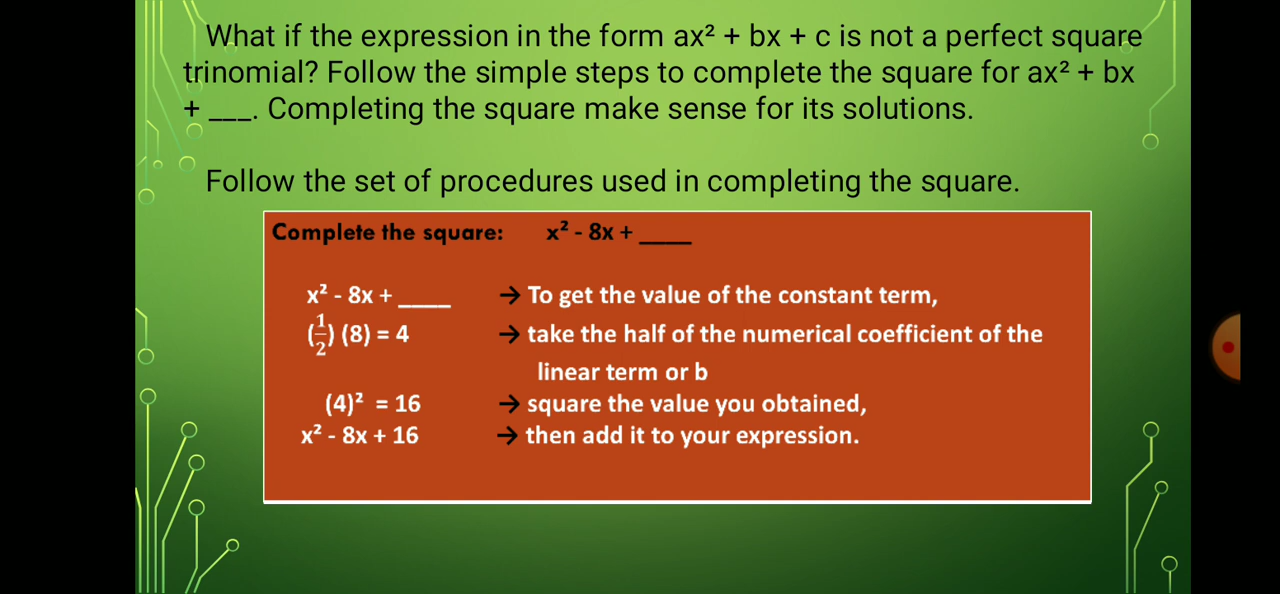 What if the expression in the form ax² + bx + c is not a perfect square
trinomial? Follow the simple steps to complete the square for ax² + bx
+ ___. Completing the square make sense for its solutions.
Follow the set of procedures used in completing the square.
Complete the square: x² - 8x + ____
x² - 8x + ____ → To get the value of the constant term,
(1/2) (8) = 4 → take the half of the numerical coefficient of the
linear term or b
(4)² = 16 → square the value you obtained,
x² - 8x + 16 → then add it to your expression.